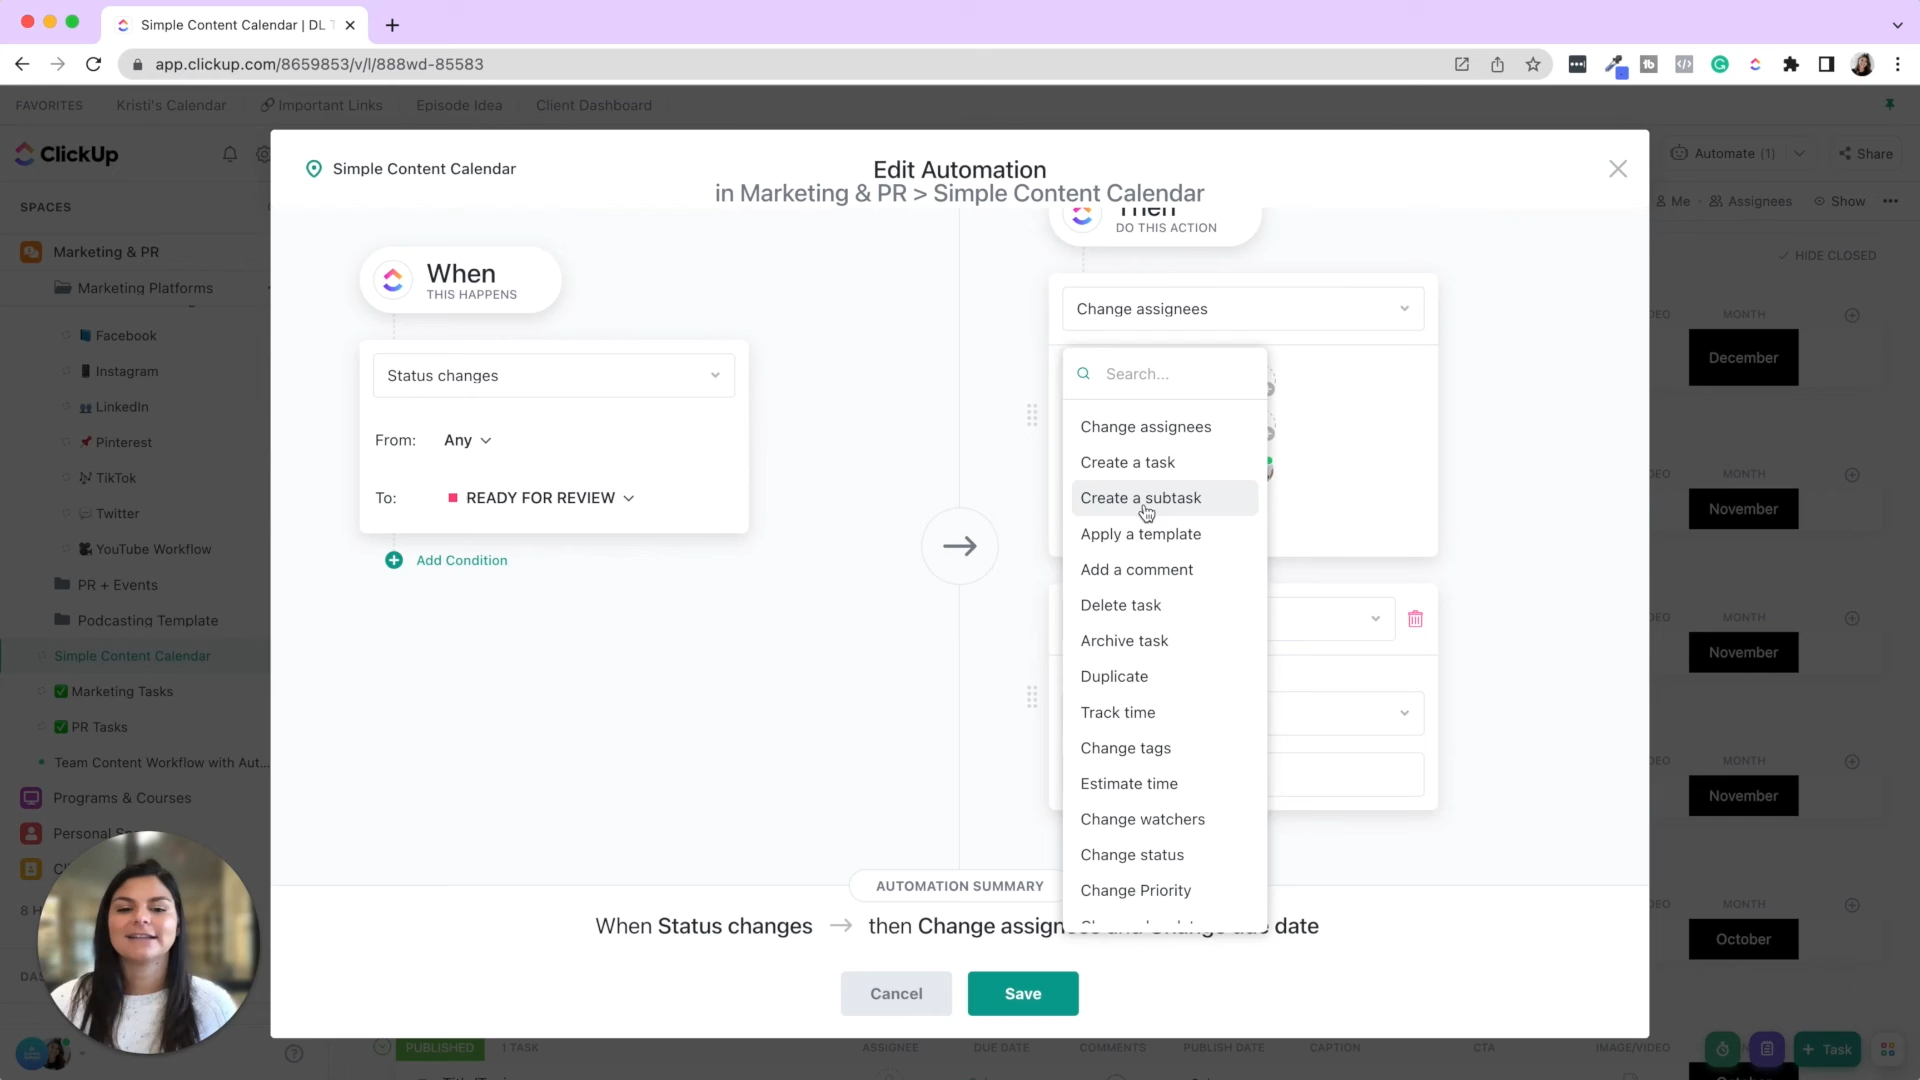 Simple Content Calendar | DL T
app.clickup.com/8659853/v/l/888wd-85583
FAVORITES
Kristi's Calendar
Important Links
Episode Idea
Client Dashboard
ClickUp
Automate (1)
Share
Simple Content Calendar
Edit Automation
in Marketing & PR > Simple Content Calendar
SPACES
Me
Assignees
Show
Marketing & PR
Marketing Platforms
Facebook
Instagram
LinkedIn
Pinterest
TikTok
Twitter
YouTube Workflow
PR + Events
Podcasting Template
Simple Content Calendar
Marketing Tasks
PR Tasks
Team Content Workflow with Aut...
Programs & Courses
Personal
8
When
THIS HAPPENS
Status changes
From:
Any
To:
READY FOR REVIEW
Add Condition
Then
DO THIS ACTION
Change assignees
Search...
Change assignees
Create a task
Create a subtask
Apply a template
Add a comment
Delete task
Archive task
Duplicate
Track time
Change tags
Estimate time
Change watchers
Change status
Change Priority
HIDE CLOSED
MONTH
December
MONTH
November
MONTH
November
MONTH
November
MONTH
October
AUTOMATION SUMMARY
When Status changes → then Change assignees and Change due date
Cancel
Save
PUBLISHED
1 TASK
ASSIGNEE
DUE DATE
COMMENTS
PUBLISH DATE
CAPTION
CTA
IMAGE/VIDEO
+ Task